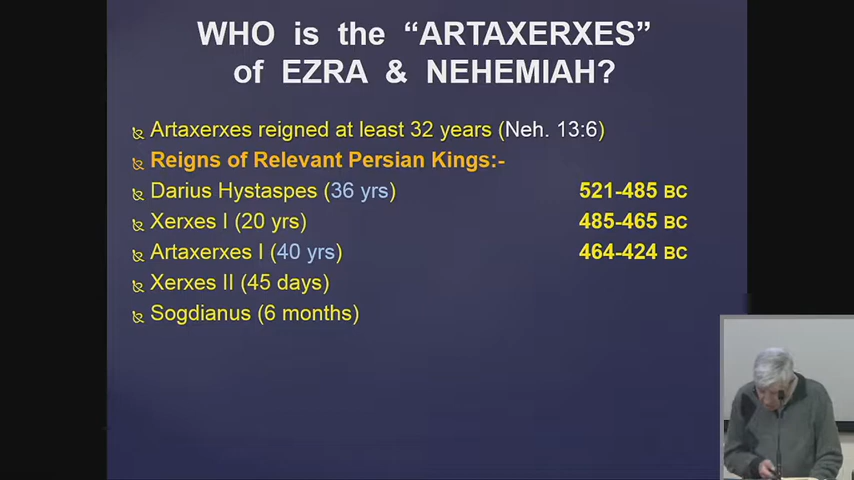 WHO is the “ARTAXERXES”
of EZRA & NEHEMIAH?
Artaxerxes reigned at least 32 years (Neh. 13:6)
Reigns of Relevant Persian Kings:-
Darius Hystaspes (36 yrs) 521-485 BC
Xerxes I (20 yrs) 485-465 BC
Artaxerxes I (40 yrs) 464-424 BC
Xerxes II (45 days)
Sogdianus (6 months)